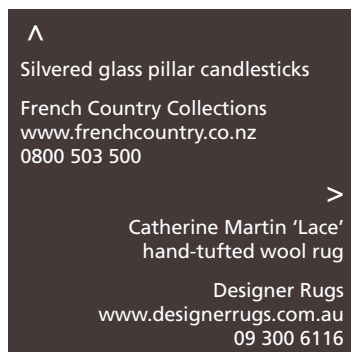 ^
Silvered glass pillar candlesticks
French Country Collections
www.frenchcountry.co.nz
0800 503 500
>
Catherine Martin ‘Lace’
hand-tufted wool rug
Designer Rugs
www.designerrugs.com.au
09 300 6116